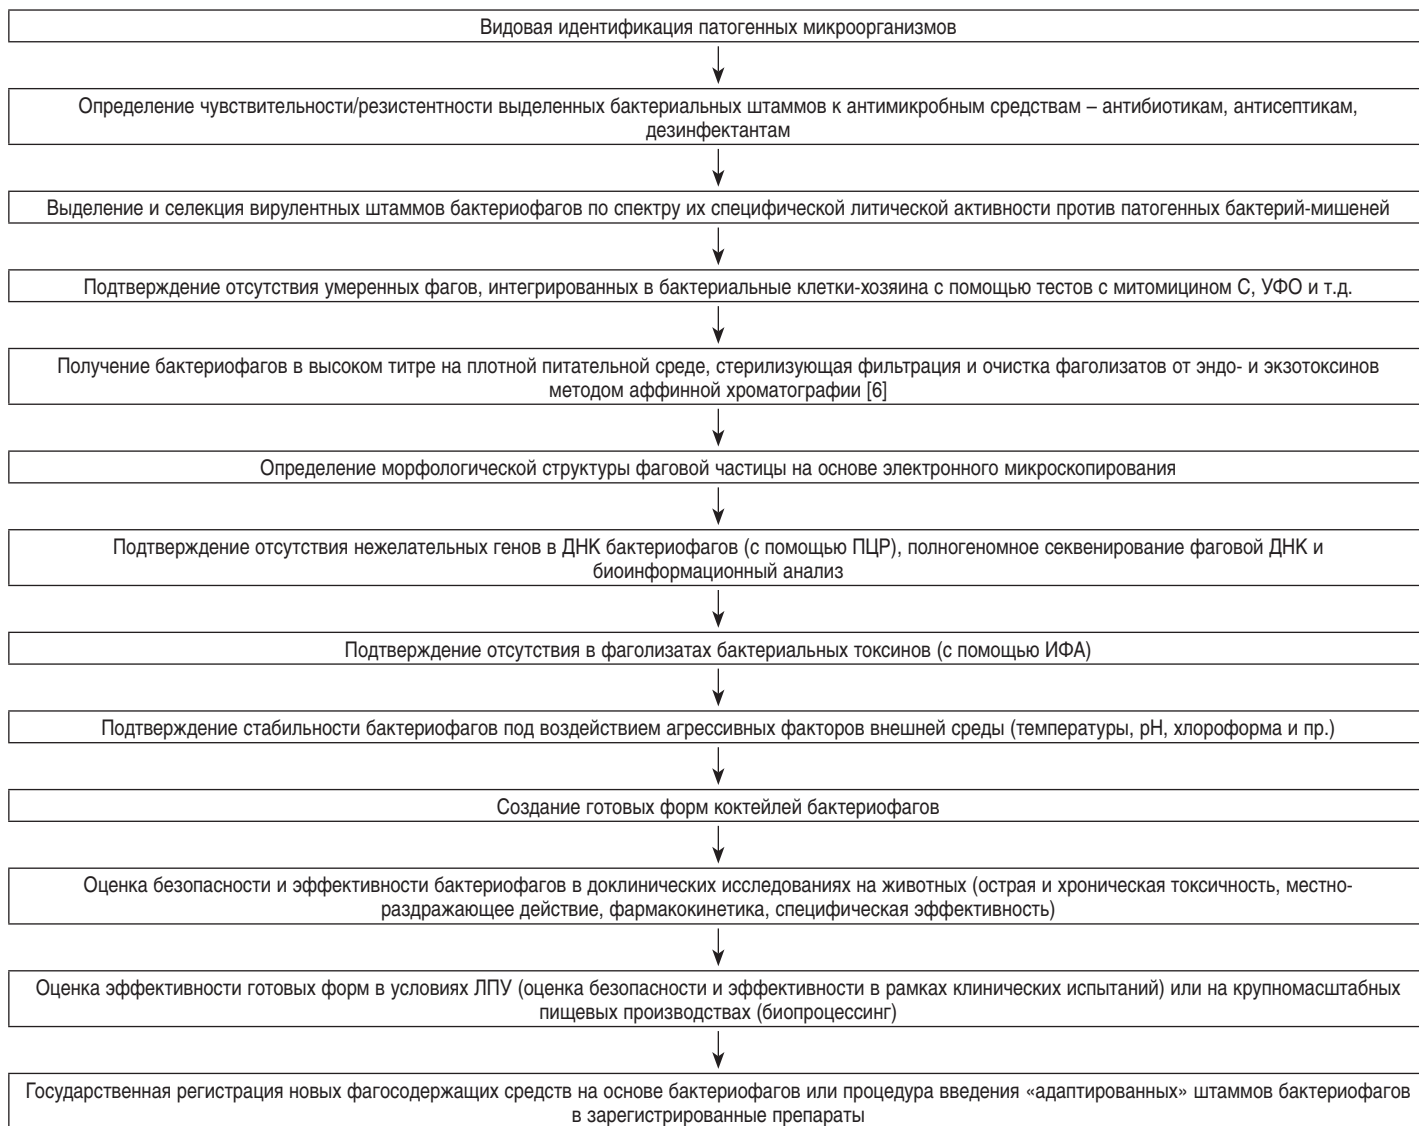 Видовая идентификация патогенных микроорганизмов
Определение чувствительности/резистентности выделенных бактериальных штаммов к антимикробным средствам – антибиотикам, антисептикам,
дезинфектантам
Выделение и селекция вирулентных штаммов бактериофагов по спектру их специфической литической активности против патогенных бактерий-мишеней
Подтверждение отсутствия умеренных фагов, интегрированных в бактериальные клетки-хозяина с помощью тестов с митомицином С, УФО и т.д.
Получение бактериофагов в высоком титре на плотной питательной среде, стерилизующая фильтрация и очистка фаголизатов от эндо- и экзотоксинов
методом аффинной хроматографии [6]
Определение морфологической структуры фаговой частицы на основе электронного микроскопирования
Подтверждение отсутствия нежелательных генов в ДНК бактериофагов (с помощью ПЦР), полногеномное секвенирование фаговой ДНК и
биоинформационный анализ
Подтверждение отсутствия в фаголизатах бактериальных токсинов (с помощью ИФА)
Подтверждение стабильности бактериофагов под воздействием агрессивных факторов внешней среды (температуры, pH, хлороформа и пр.)
Создание готовых форм коктейлей бактериофагов
Оценка безопасности и эффективности бактериофагов в доклинических исследованиях на животных (острая и хроническая токсичность, местно-
раздражающее действие, фармакокинетика, специфическая эффективность)
Оценка эффективности готовых форм в условиях ЛПУ (оценка безопасности и эффективности в рамках клинических испытаний) или на крупномасштабных
пищевых производствах (биопроцессинг)
Государственная регистрация новых фагосодержащих средств на основе бактериофагов или процедура введения «адаптированных» штаммов бактериофагов
в зарегистрированные препараты